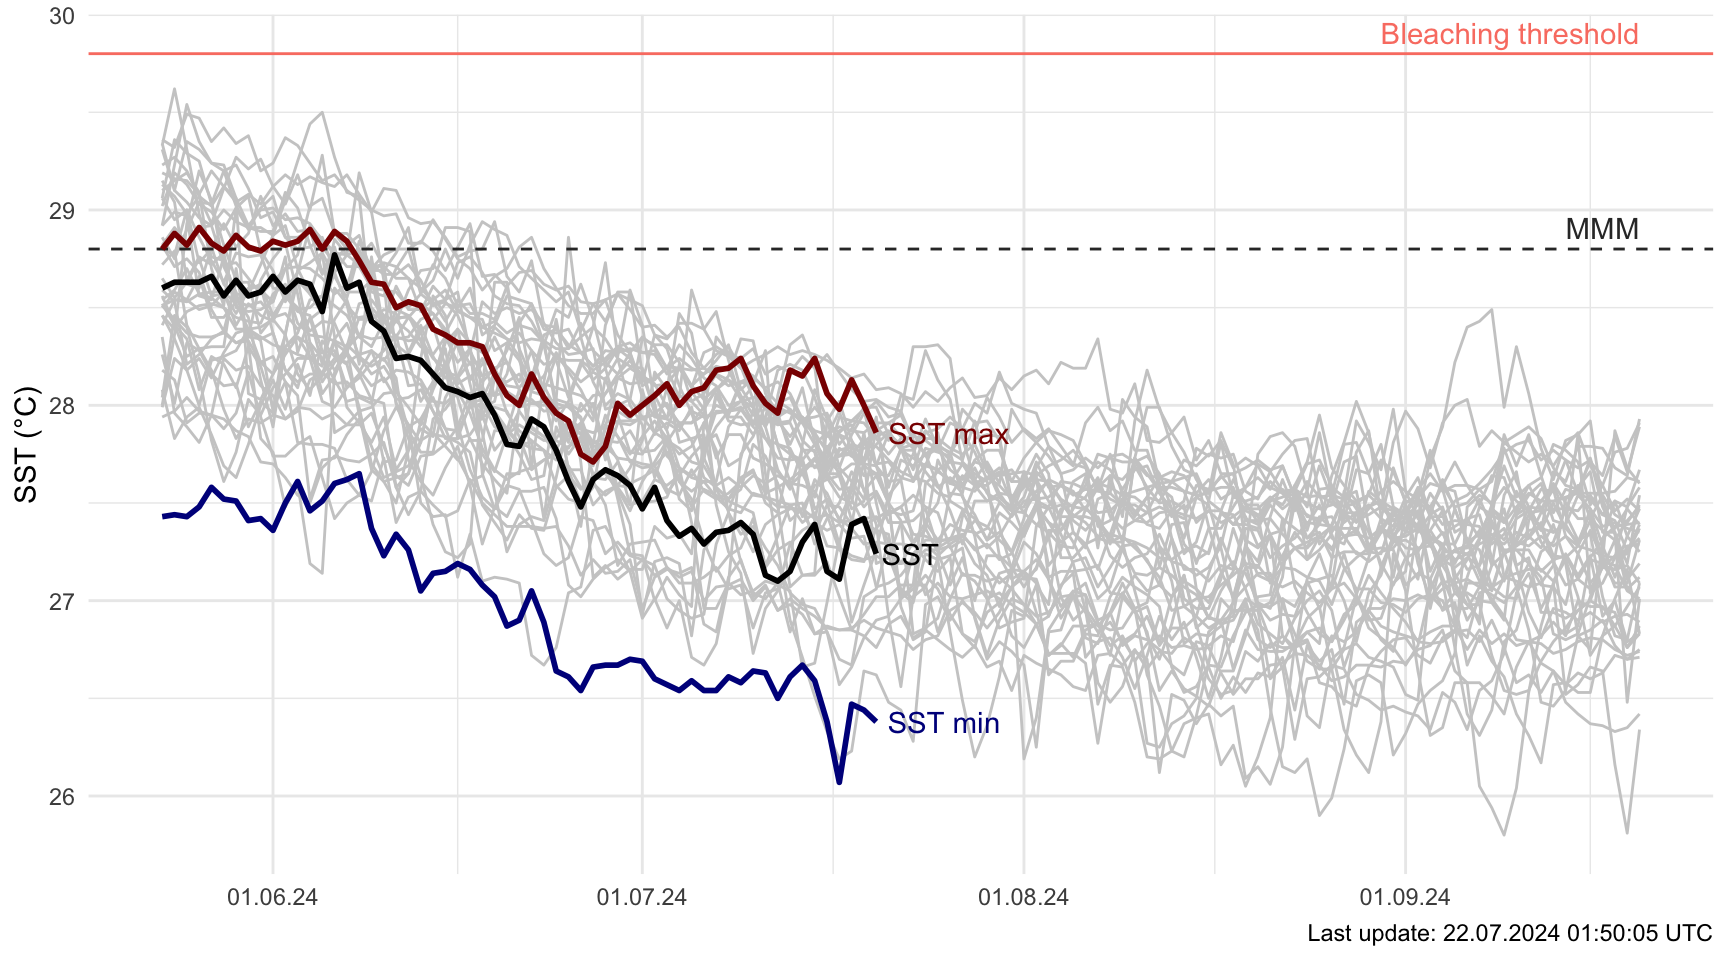 30
Bleaching threshold
29
MMM
28
SST max
SST (°C)
SST
27
SST min
26
01.06.24 01.07.24 01.08.24 01.09.24
Last update: 22.07.2024 01:50:05 UTC